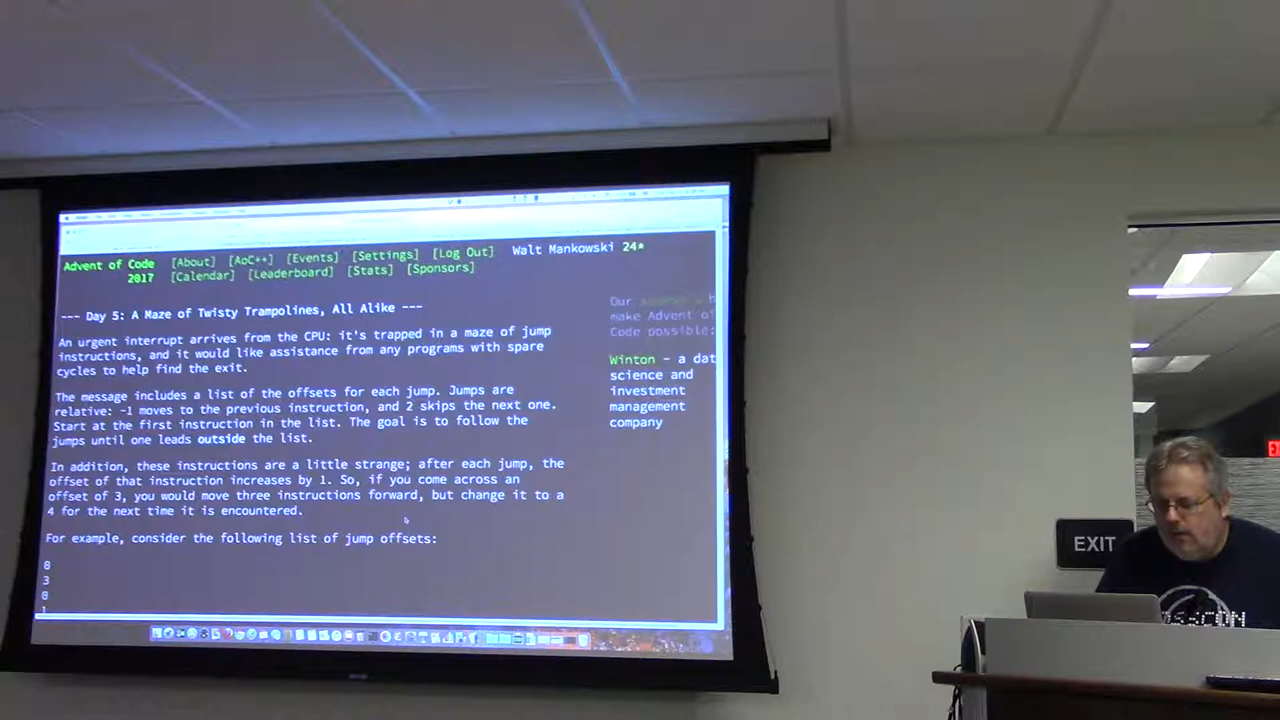 Advent of Code [About] [AoC++] [Events] [Settings] [Log Out] Walt Mankowski 24*
2017 [Calendar] [Leaderboard] [Stats] [Sponsors]
--- Day 5: A Maze of Twisty Trampolines, All Alike ---
An urgent interrupt arrives from the CPU: it's trapped in a maze of jump
instructions, and it would like assistance from any programs with spare
cycles to help find the exit.
The message includes a list of the offsets for each jump. Jumps are
relative: -1 moves to the previous instruction, and 2 skips the next one.
Start at the first instruction in the list. The goal is to follow the
jumps until one leads outside the list.
In addition, these instructions are a little strange; after each jump, the
offset of that instruction increases by 1. So, if you come across an
offset of 3, you would move three instructions forward, but change it to a
4 for the next time it is encountered.
For example, consider the following list of jump offsets:
0
3
0
1
Our sponsors h
make Advent of
Code possible:
Winton - a dat
science and
investment
management
company
EXIT